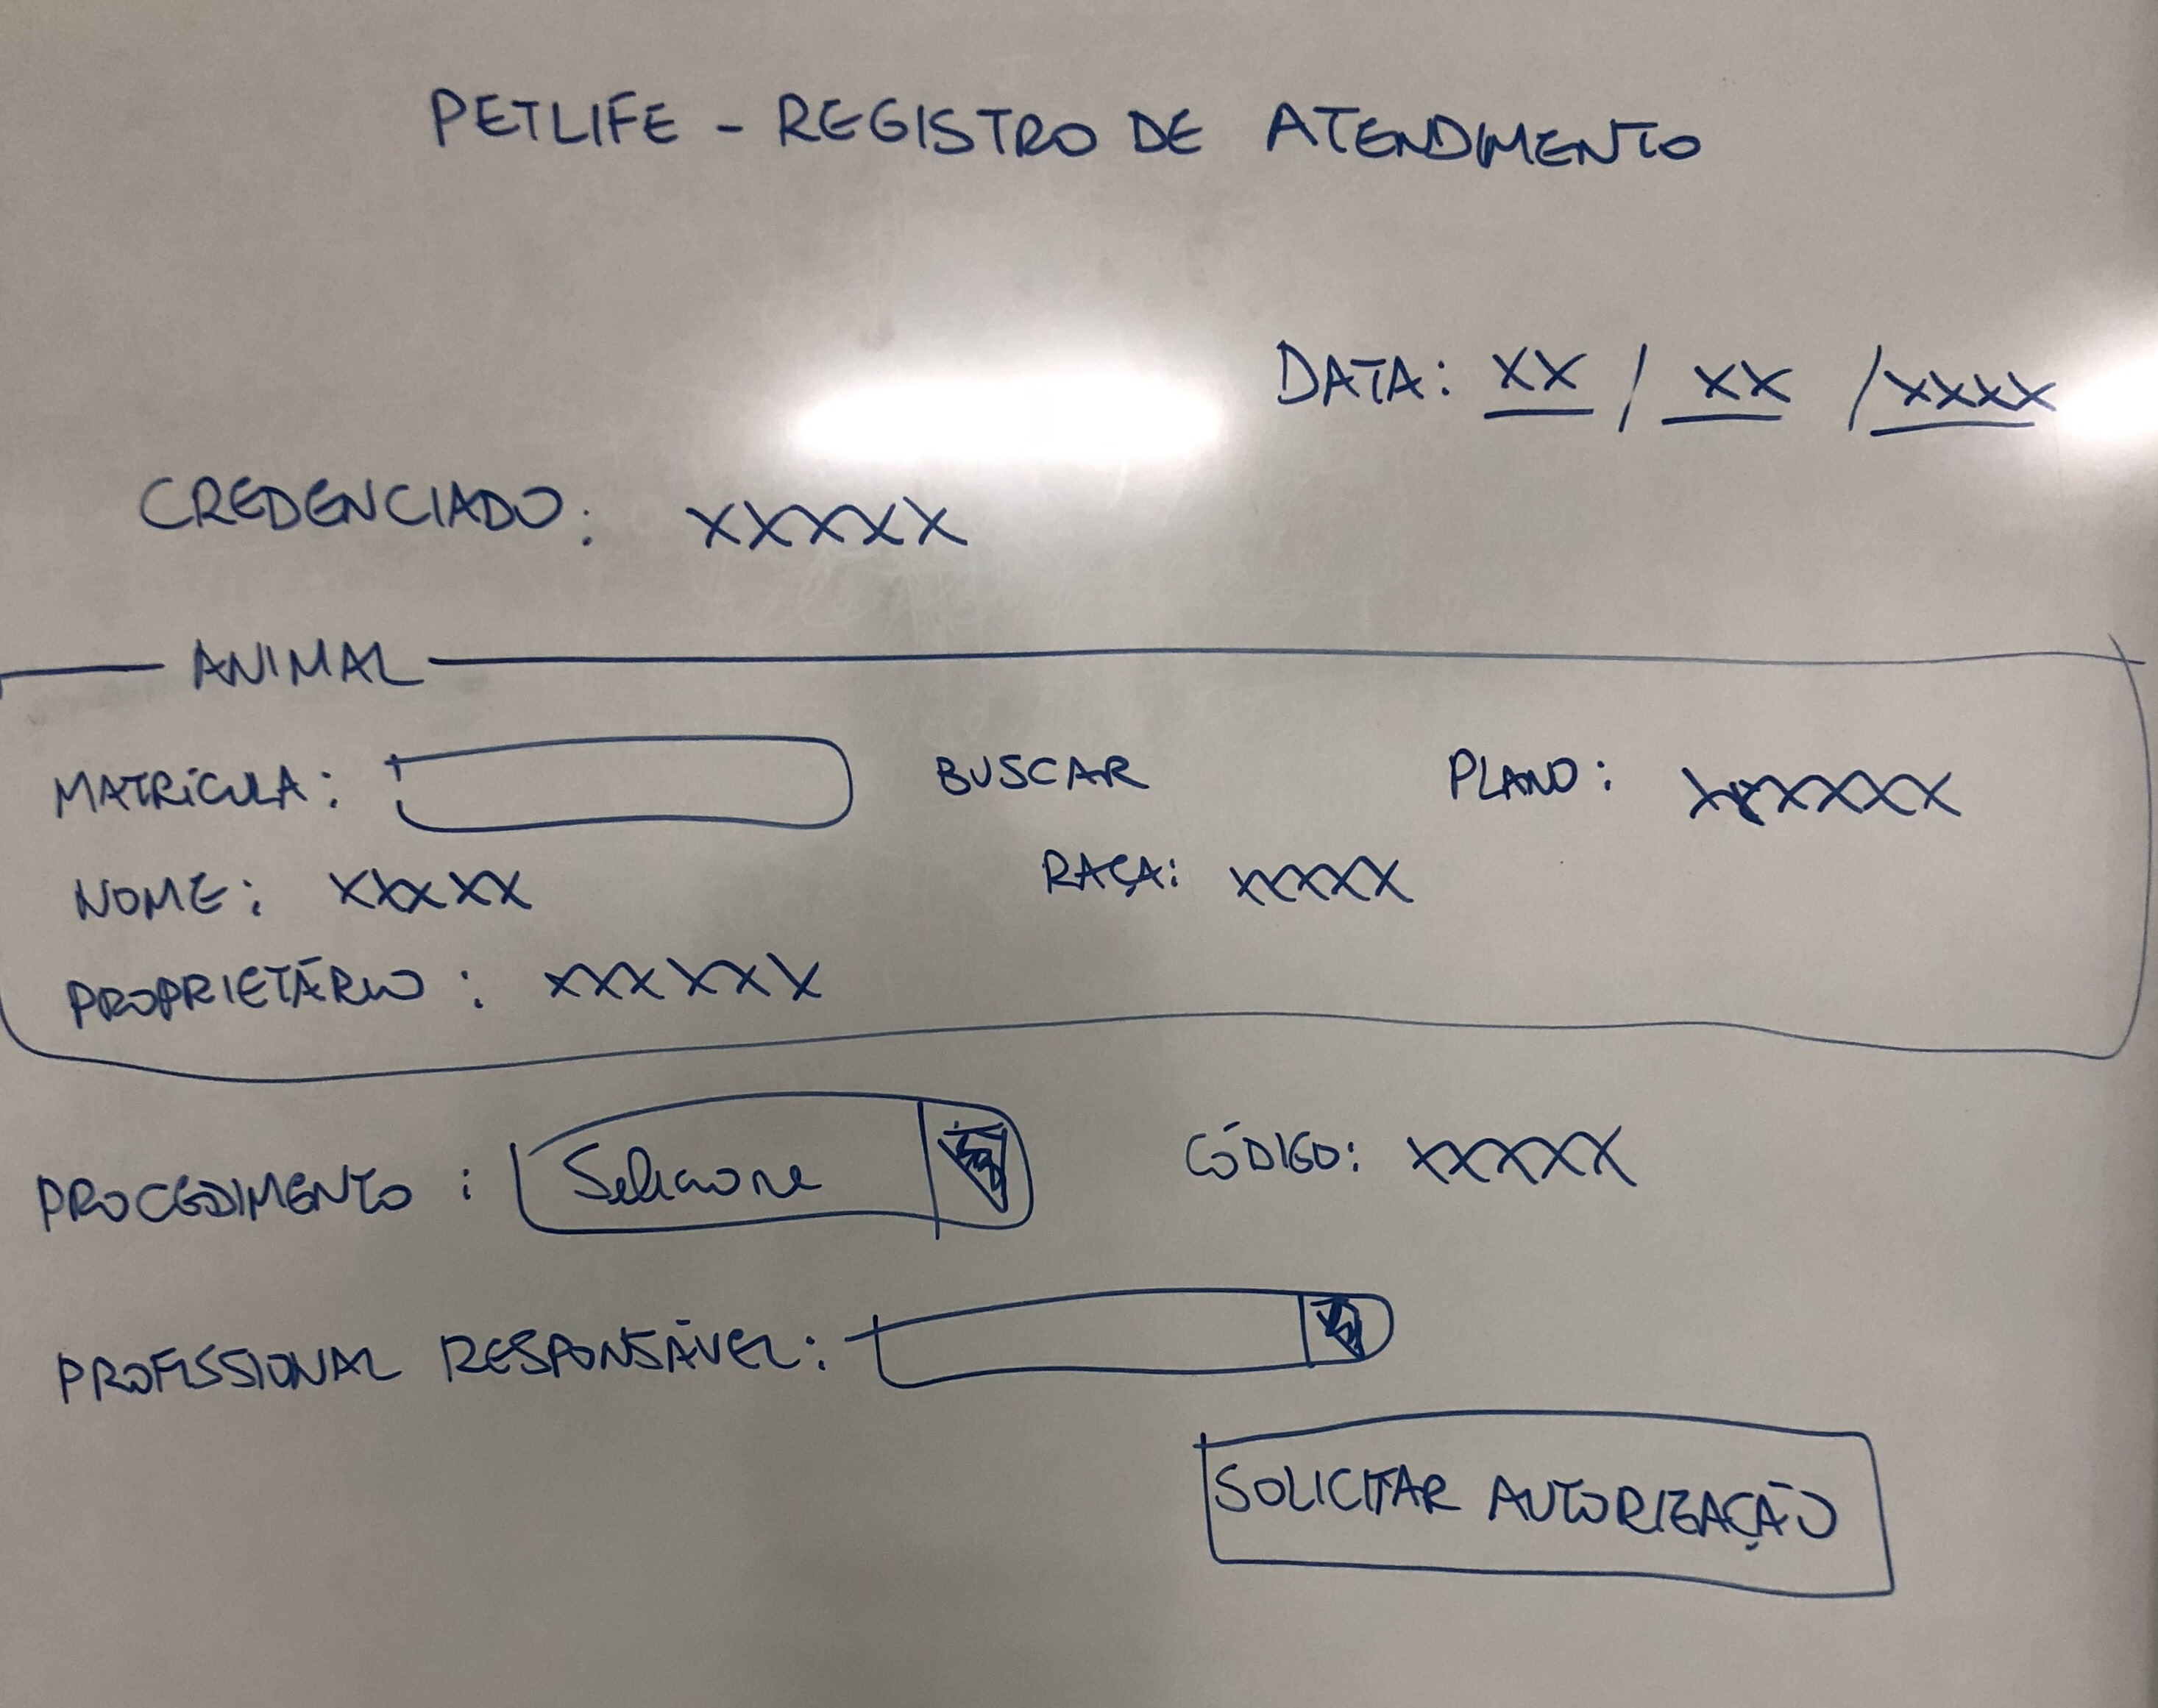 PETLIFE - REGISTRO DE ATENDIMENTO
DATA: XX / XX / XXXX
CREDENCIADO: XXXXX
ANIMAL
MATRÍCULA: BUSCAR PLANO: XXXXXX
NOME: XXXXX RAÇA: XXXXX
PROPRIETÁRIO: XXXXXX
PROCEDIMENTO: Selecione CÓDIGO: XXXXX
PROFISSIONAL RESPONSÁVEL:
SOLICITAR AUTORIZAÇÃO